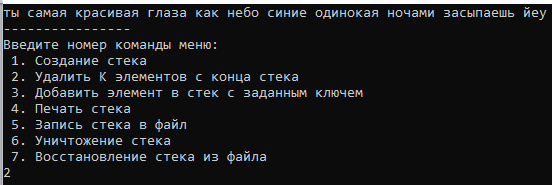 ты самая красивая глаза как небо синие одинокая ночами засыпаешь йеу
----------------
Введите номер команды меню:
1. Создание стека
2. Удалить К элементов с конца стека
3. Добавить элемент в стек с заданным ключем
4. Печать стека
5. Запись стека в файл
6. Уничтожение стека
7. Восстановление стека из файла
2